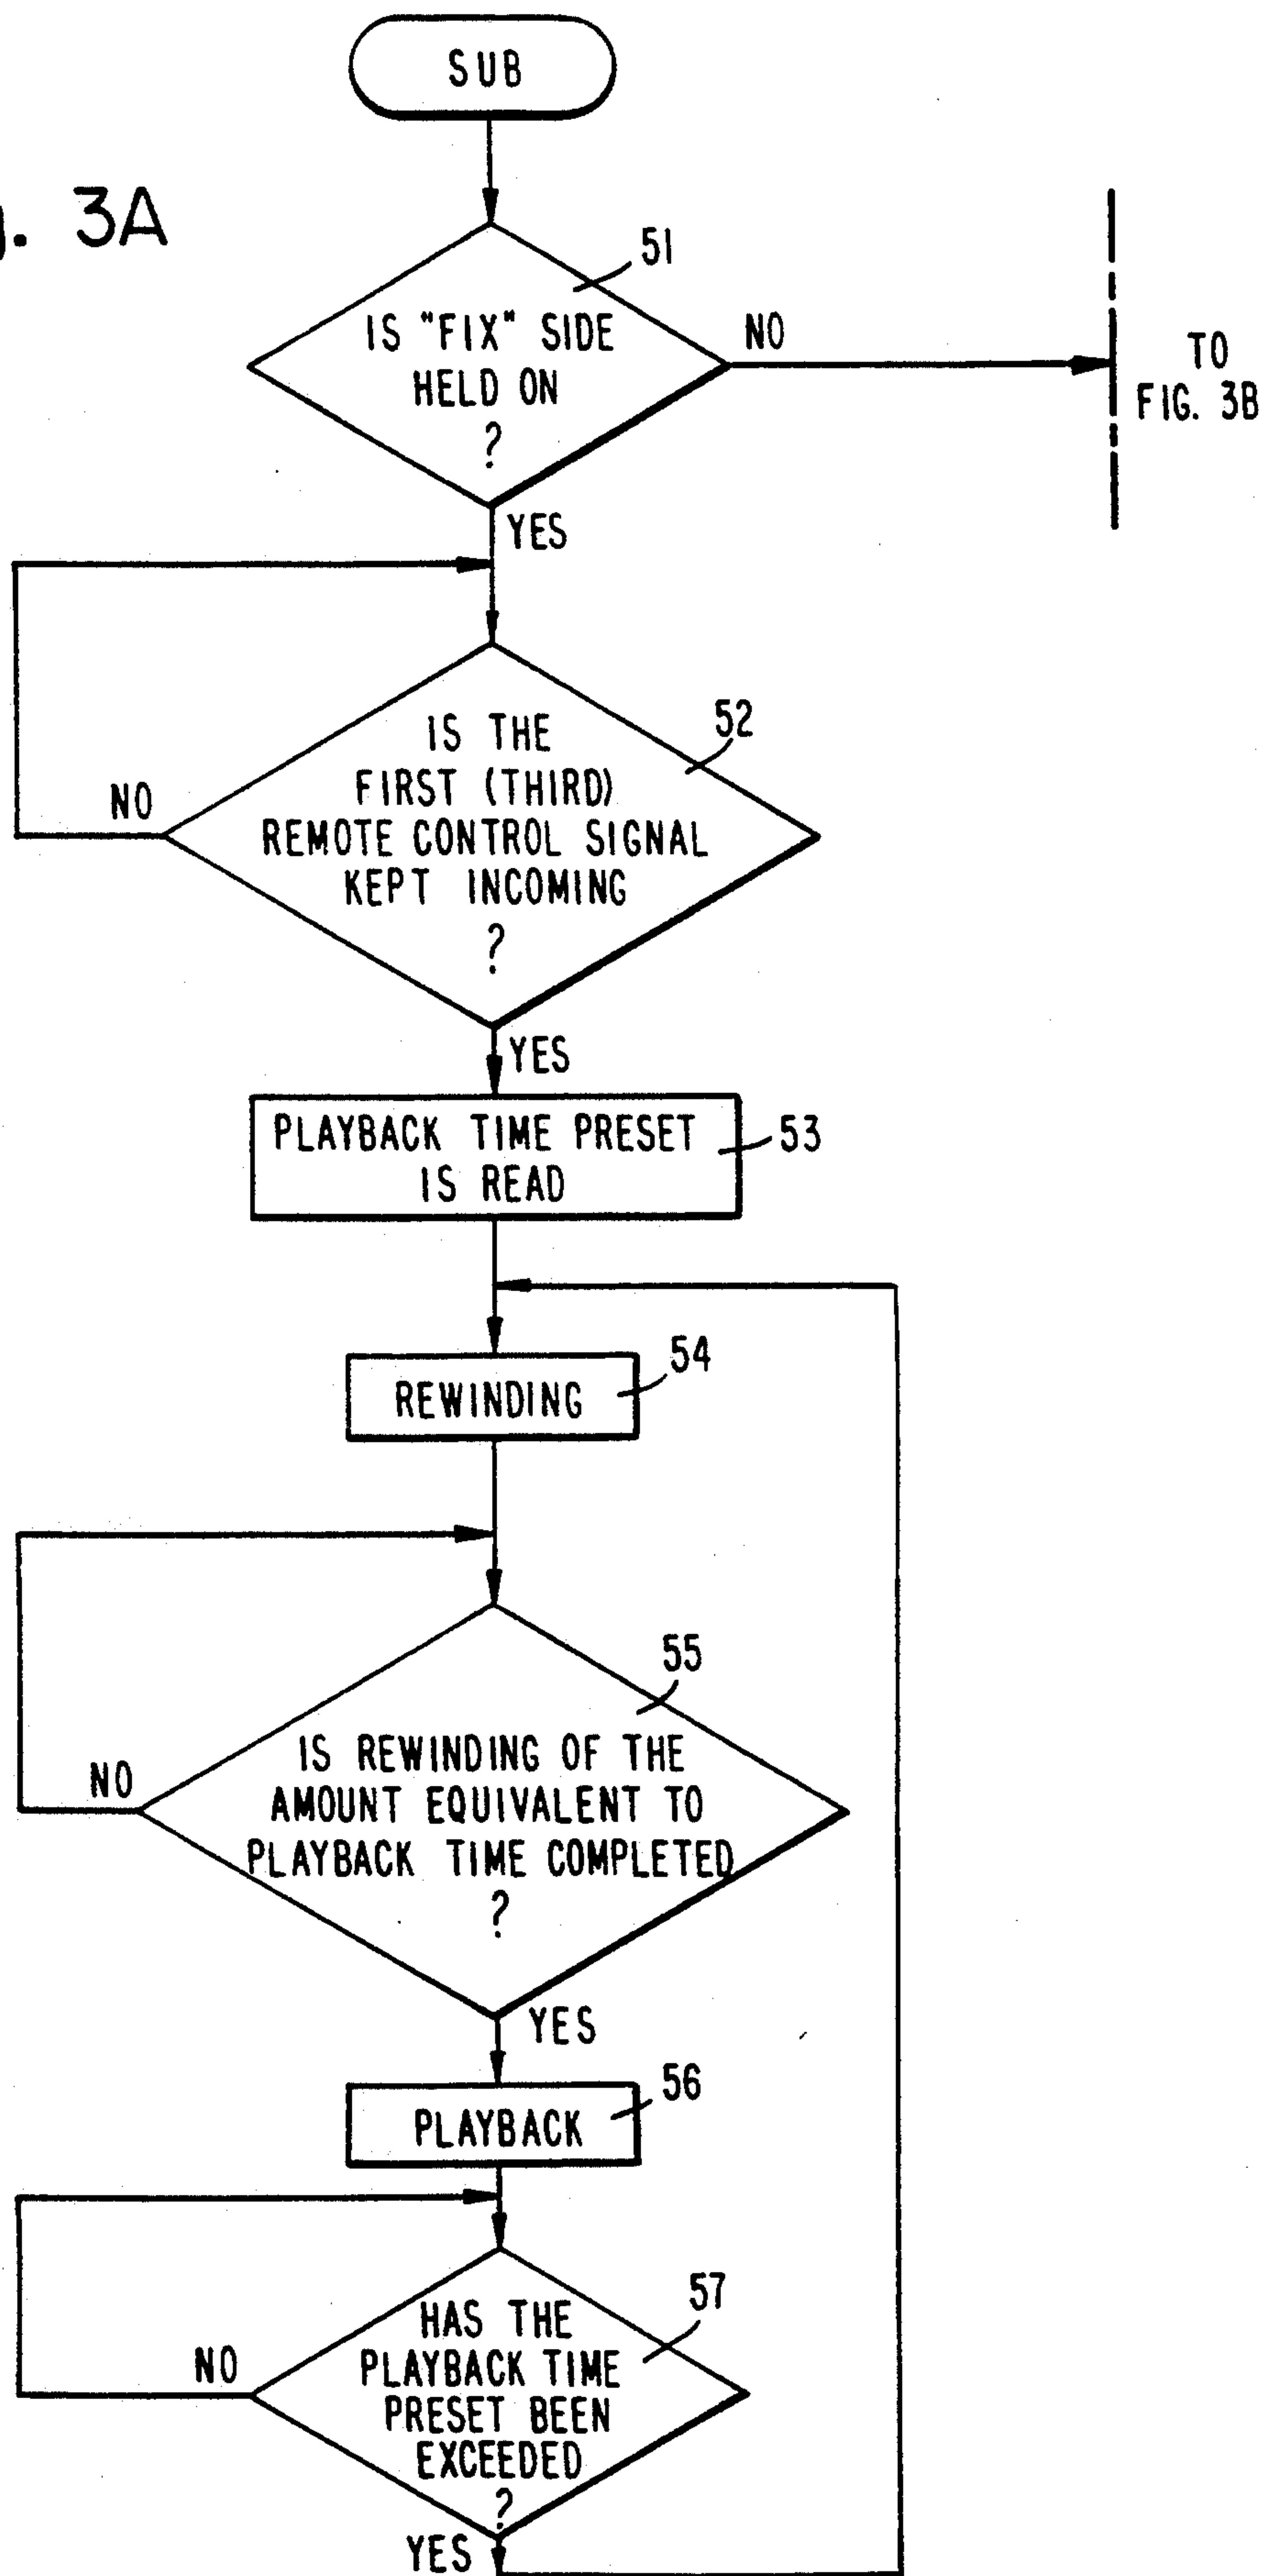 SUB
. 3A
51
IS "FIX" SIDE
HELD ON
?
NO
TO
FIG. 3B
YES
52
IS THE
FIRST (THIRD)
REMOTE CONTROL SIGNAL
KEPT INCOMING
?
NO
YES
PLAYBACK TIME PRESET
IS READ
53
54
REWINDING
55
IS REWINDING OF THE
AMOUNT EQUIVALENT TO
PLAYBACK TIME COMPLETED
?
NO
YES
56
PLAYBACK
57
HAS THE
PLAYBACK TIME
PRESET BEEN
EXCEEDED
?
NO
YES